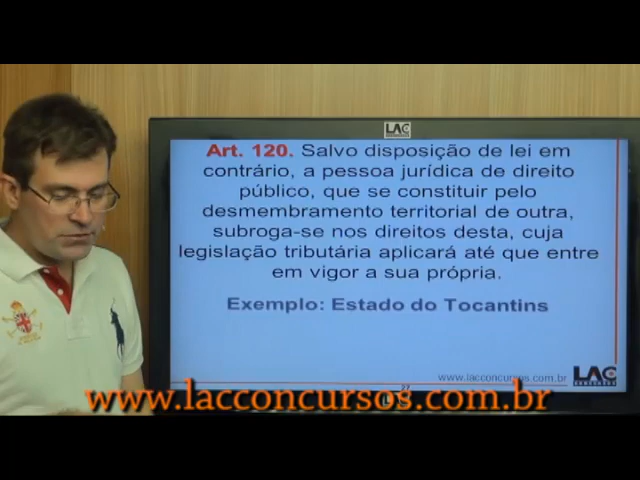 LAC
Art. 120. Salvo disposição de lei em
contrário, a pessoa jurídica de direito
público, que se constituir pelo
desmembramento territorial de outra,
subroga-se nos direitos desta, cuja
legislação tributária aplicará até que entre
em vigor a sua própria.
Exemplo: Estado do Tocantins
27
www.lacconcursos.com.br
LAC
CONCURSOS
www.lacconcursos.com.br